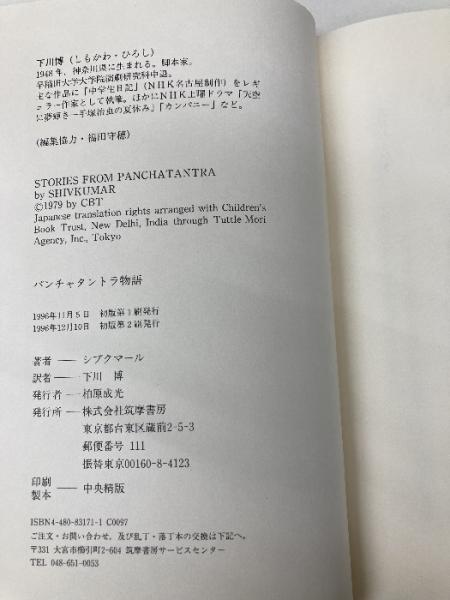 下川博（しもかわ・ひろし）
1948年、神奈川県に生まれる。脚本家。
早稲田大学大学院演劇研究科中退。
主な作品に「中学生日記」（NHK名古屋制作）をレギ
ュラー作家として執筆。ほかにNHK土曜ドラマ「天空
に夢輝き－手塚治虫の夏休み」「カンパニー」など。
（編集協力・福田守穂）
STORIES FROM PANCHATANTRA
by SHIVKUMAR
©1979 by CBT
Japanese translation rights arranged with Children's
Book Trust, New Delhi, India through Tuttle Mori
Agency, Inc., Tokyo
パンチャタントラ物語
1996年11月5日　初版第1刷発行
1996年12月10日　初版第2刷発行
著者――シブクマール
訳者――下川　博
発行者――柏原成光
発行所――株式会社筑摩書房
東京都台東区蔵前2-5-3
郵便番号 111
振替東京00160-8-4123
印刷
製本――中央精版
ISBN4-480-83171-1 C0097
ご注文・お問い合わせ、及び乱丁・落丁本の交換は下記へ。
〒331 大宮市櫛引町2-604 筑摩書房サービスセンター
TEL 048-651-0053